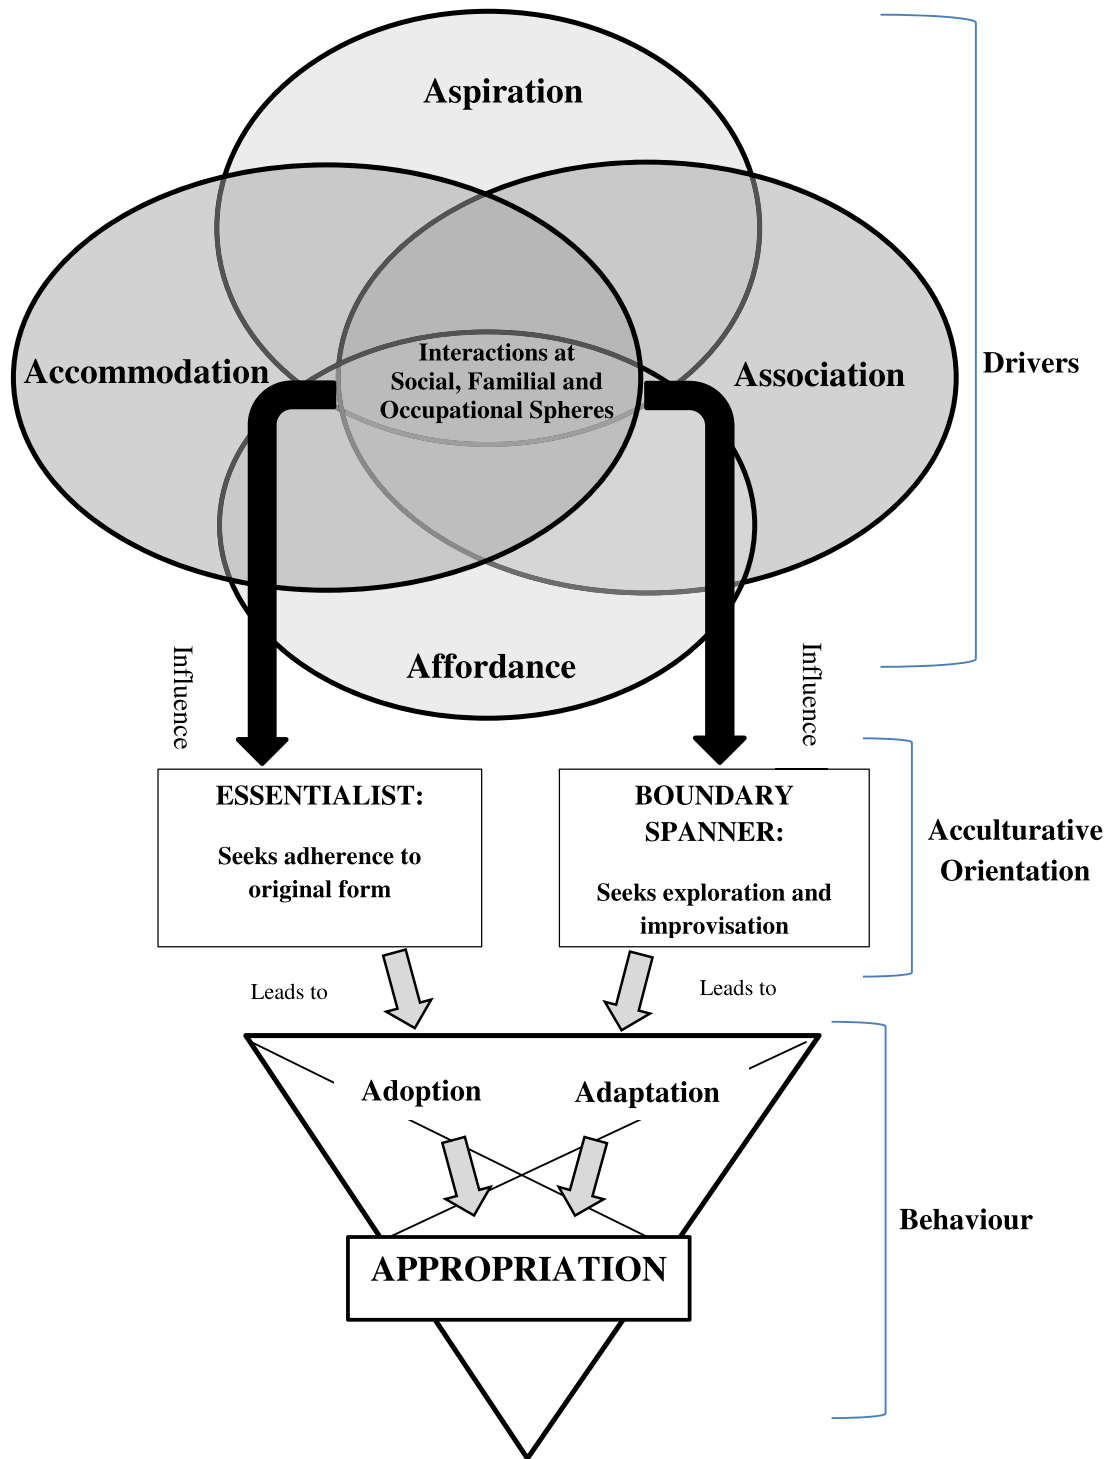 Aspiration
Accommodation
Interactions at
Social, Familial and
Occupational Spheres
Association
Drivers
Affordance
Influence
Influence
ESSENTIALIST:
Seeks adherence to
original form
BOUNDARY
SPANNER:
Seeks exploration and
improvisation
Acculturative
Orientation
Leads to
Leads to
Adoption
Adaptation
Behaviour
APPROPRIATION